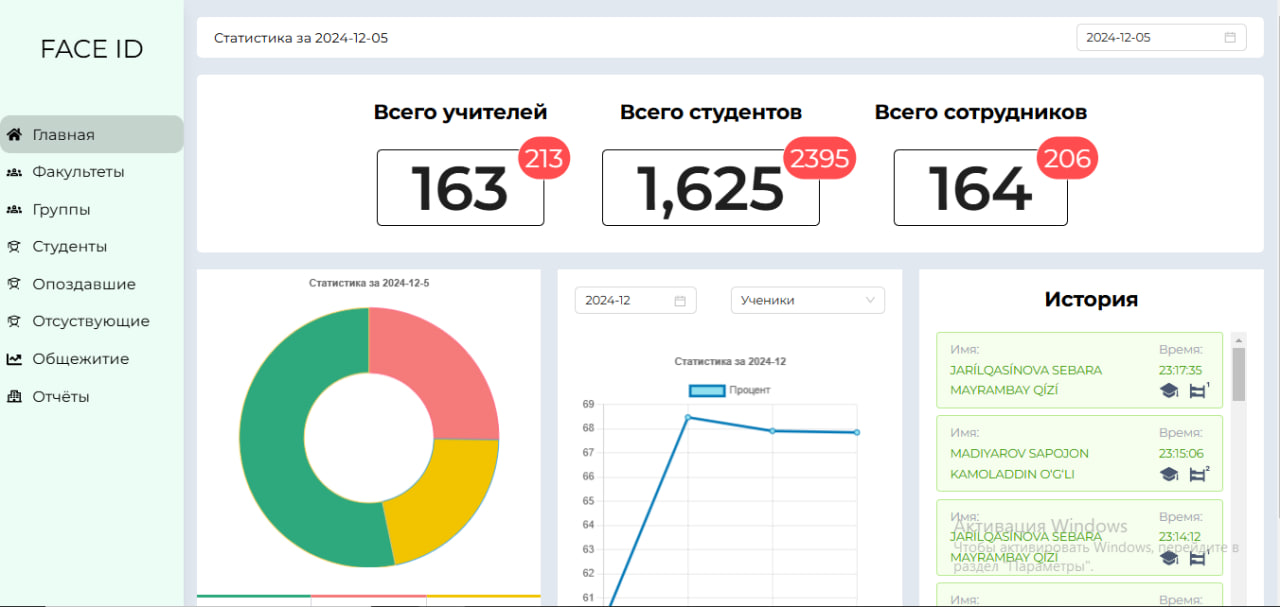 FACE ID
Главная
Факультеты
Группы
Студенты
Опоздавшие
Отсуствующие
Общежитие
Отчёты
Статистика за 2024-12-05
2024-12-05
Всего учителей
163
213
Всего студентов
1,625
2395
Всего сотрудников
164
206
Статистика за 2024-12-5
2024-12
Ученики
Статистика за 2024-12
Процент
69
68
67
66
65
64
63
62
61
История
Имя: Время:
JARÍLQASÍNOVA SEBARA 23:17:35
MAYRAMBAY QÍZÍ
1
Имя: Время:
MADIYAROV SAPOJON 23:15:06
KAMOLADDIN O'G'LI
2
Имя: Время:
JARÍLQASÍNOVA SEBARA 23:14:12
MAYRAMBAY QÍZÍ
1
Имя: Время:
Активация Windows
Чтобы активировать Windows, перейдите в
раздел "Параметры".